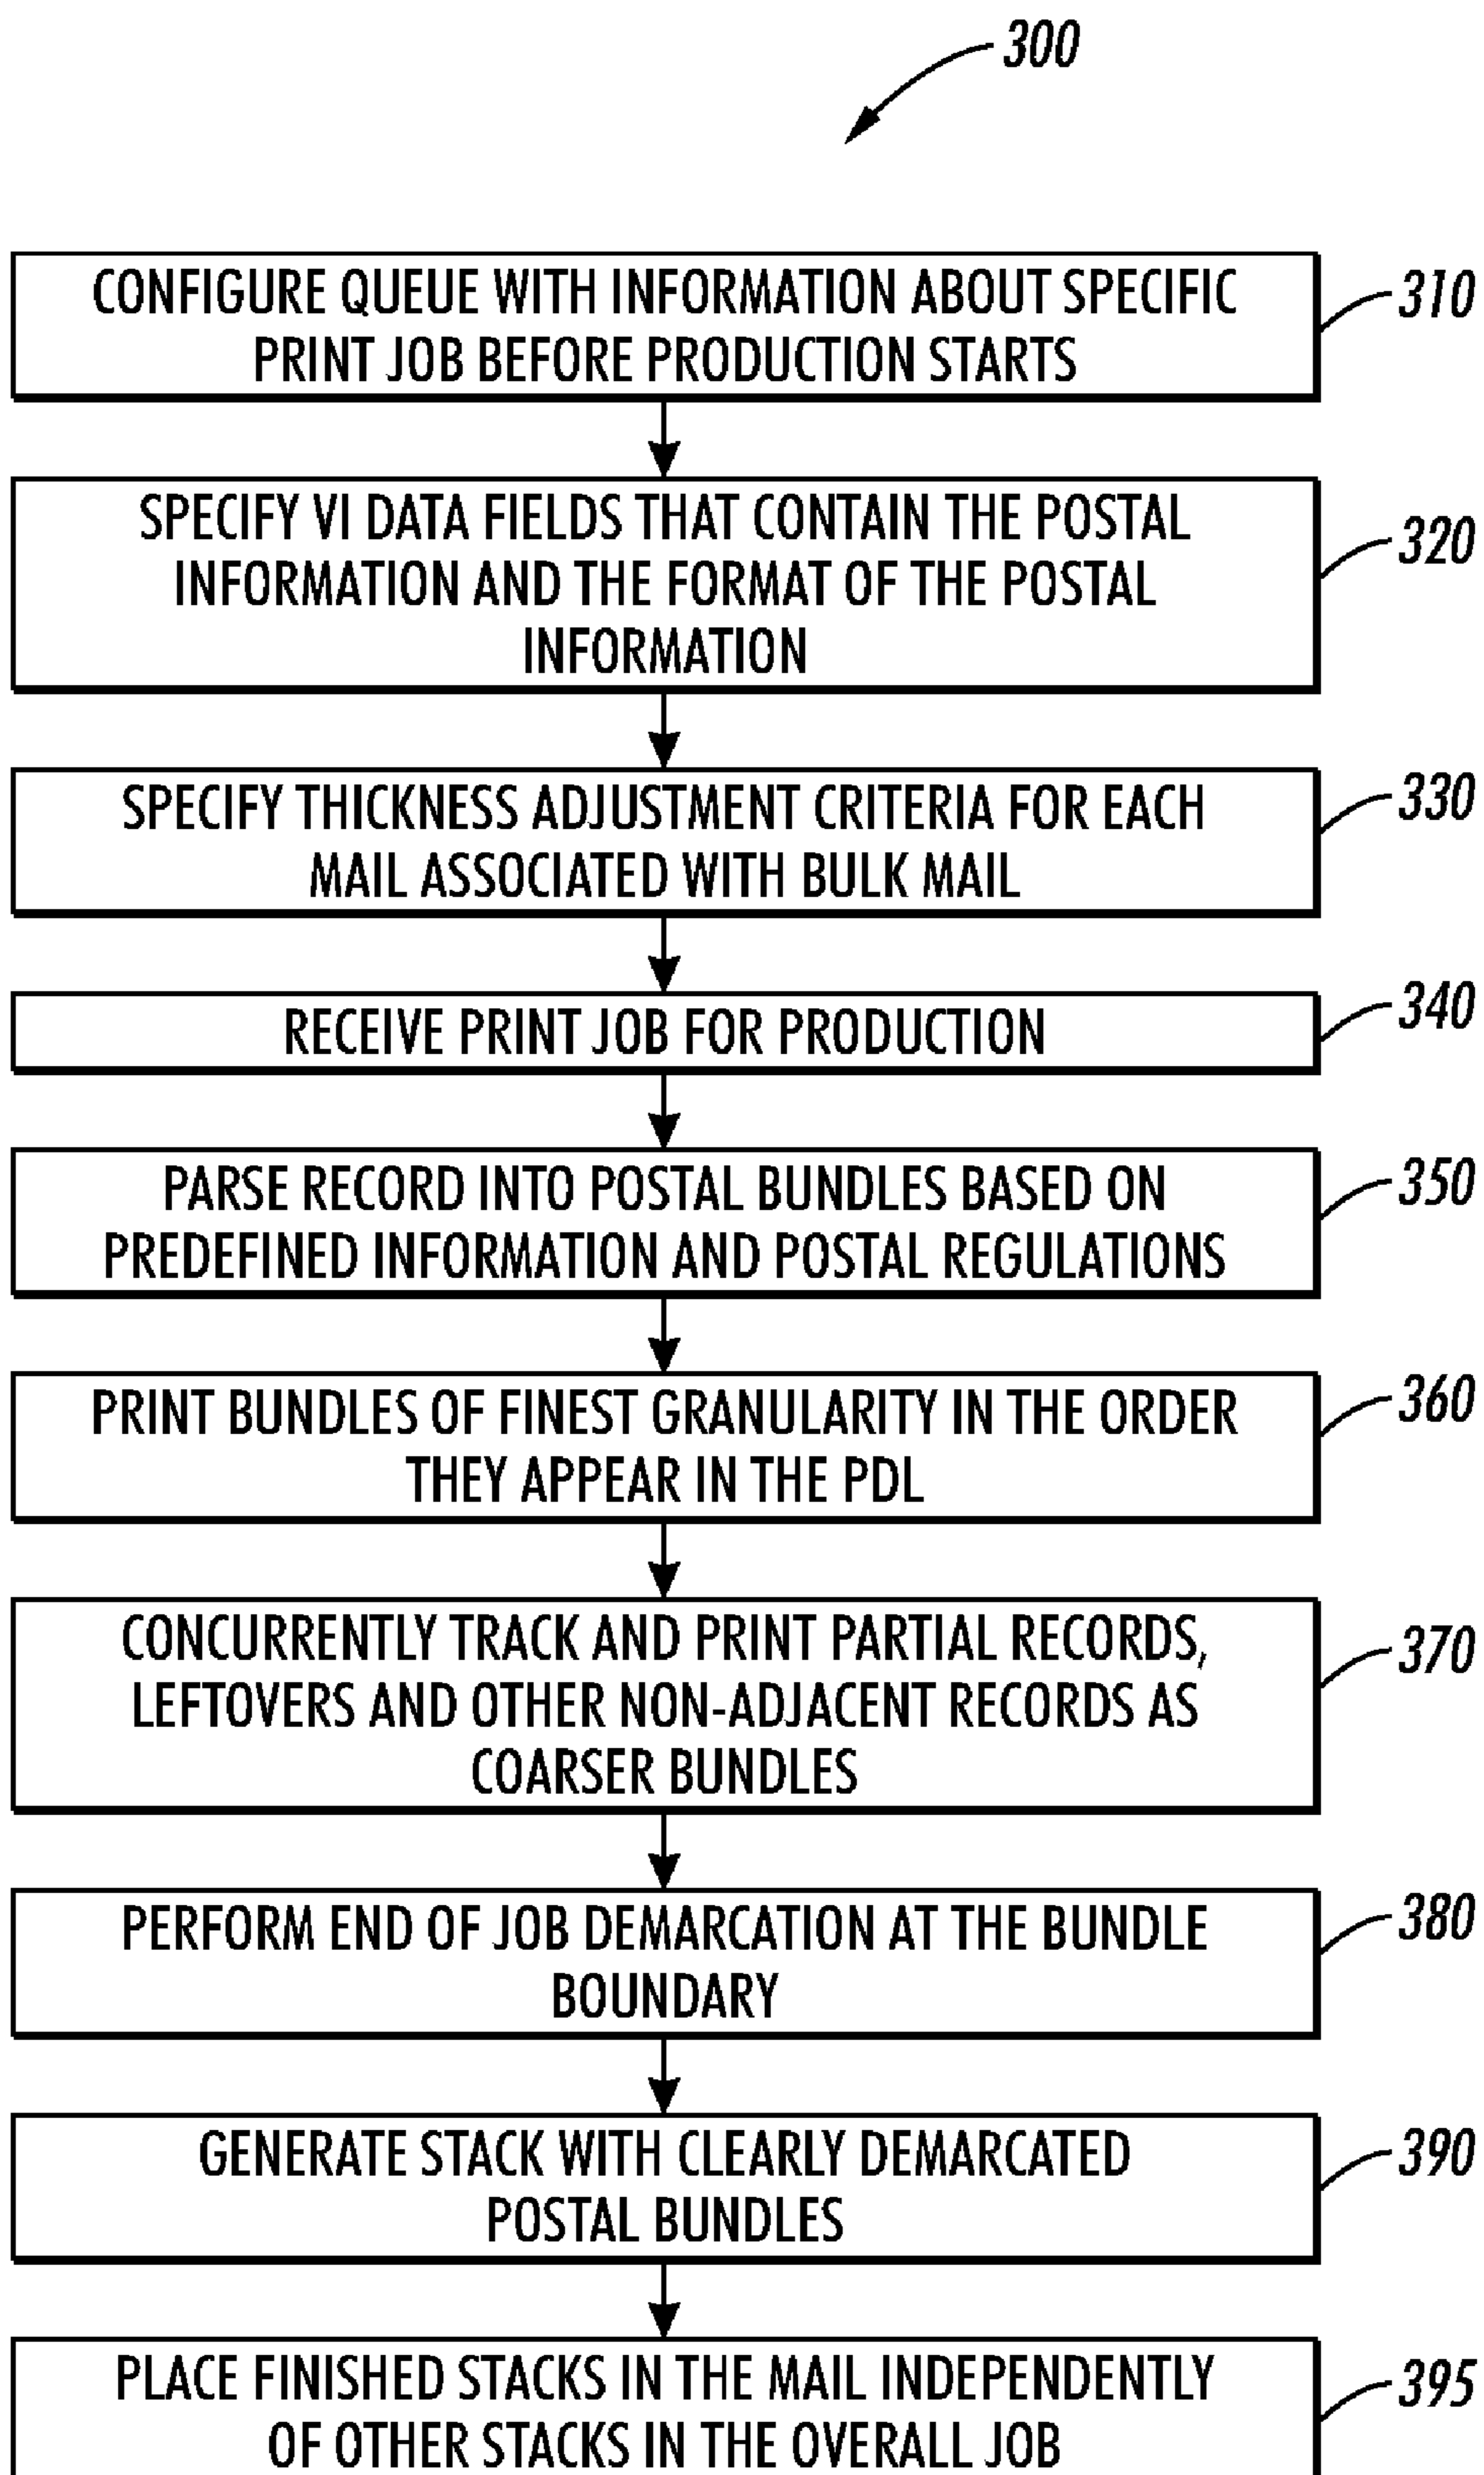 300
CONFIGURE QUEUE WITH INFORMATION ABOUT SPECIFIC
PRINT JOB BEFORE PRODUCTION STARTS
310
SPECIFY VI DATA FIELDS THAT CONTAIN THE POSTAL
INFORMATION AND THE FORMAT OF THE POSTAL
INFORMATION
320
SPECIFY THICKNESS ADJUSTMENT CRITERIA FOR EACH
MAIL ASSOCIATED WITH BULK MAIL
330
RECEIVE PRINT JOB FOR PRODUCTION
340
PARSE RECORD INTO POSTAL BUNDLES BASED ON
PREDEFINED INFORMATION AND POSTAL REGULATIONS
350
PRINT BUNDLES OF FINEST GRANULARITY IN THE ORDER
THEY APPEAR IN THE PDL
360
CONCURRENTLY TRACK AND PRINT PARTIAL RECORDS,
LEFTOVERS AND OTHER NON-ADJACENT RECORDS AS
COARSER BUNDLES
370
PERFORM END OF JOB DEMARCATION AT THE BUNDLE
BOUNDARY
380
GENERATE STACK WITH CLEARLY DEMARCATED
POSTAL BUNDLES
390
PLACE FINISHED STACKS IN THE MAIL INDEPENDENTLY
OF OTHER STACKS IN THE OVERALL JOB
395